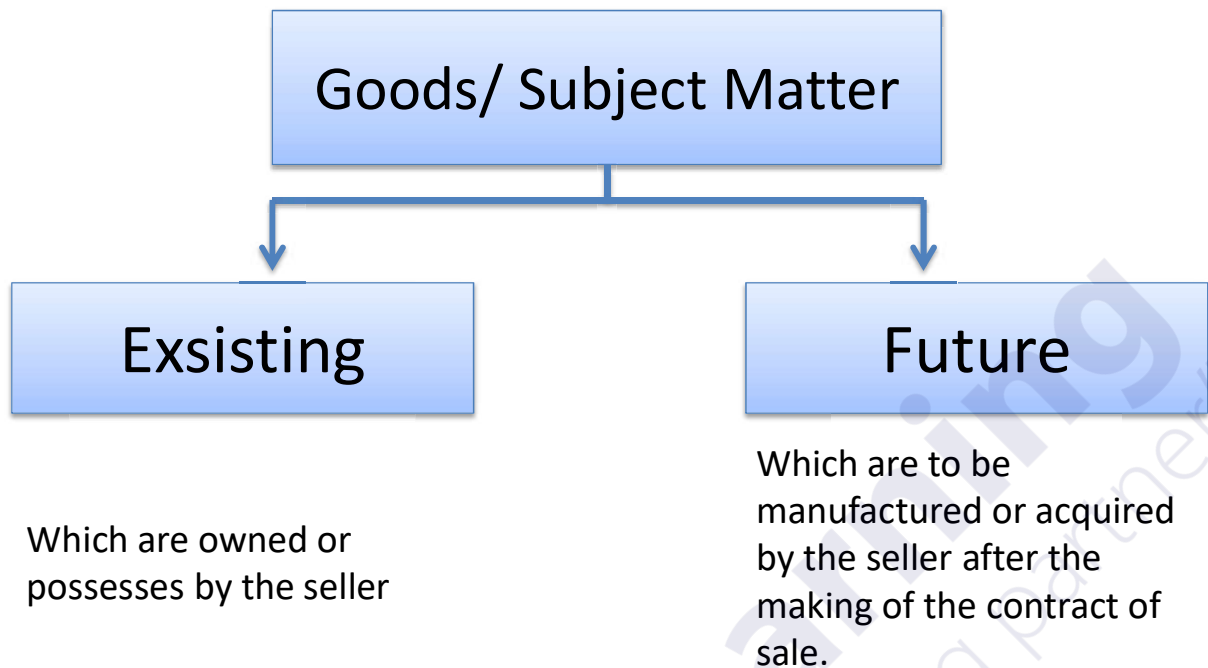 Goods/ Subject Matter
Exsisting
Future
Which are owned or
possesses by the seller
Which are to be
manufactured or acquired
by the seller after the
making of the contract of
sale.